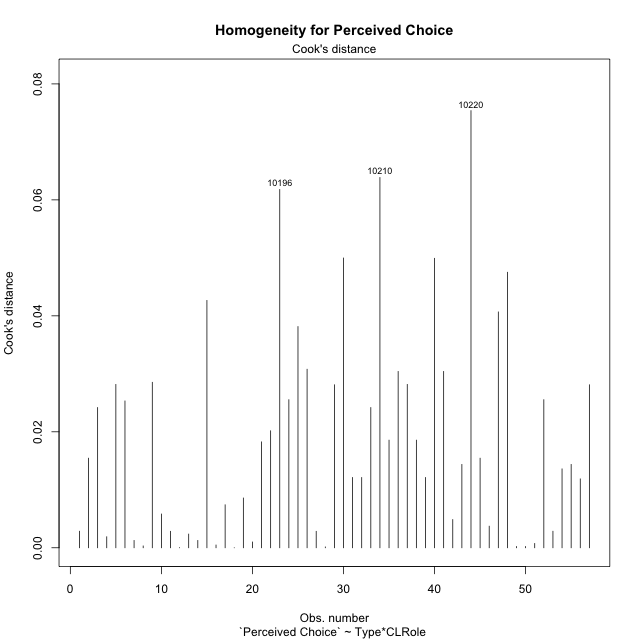 Homogeneity for Perceived Choice
Cook's distance
10220
10210
10196
Cook's distance
0.08
0.06
0.04
0.02
0.00
0 10 20 30 40 50
Obs. number
`Perceived Choice` ~ Type*CLRole